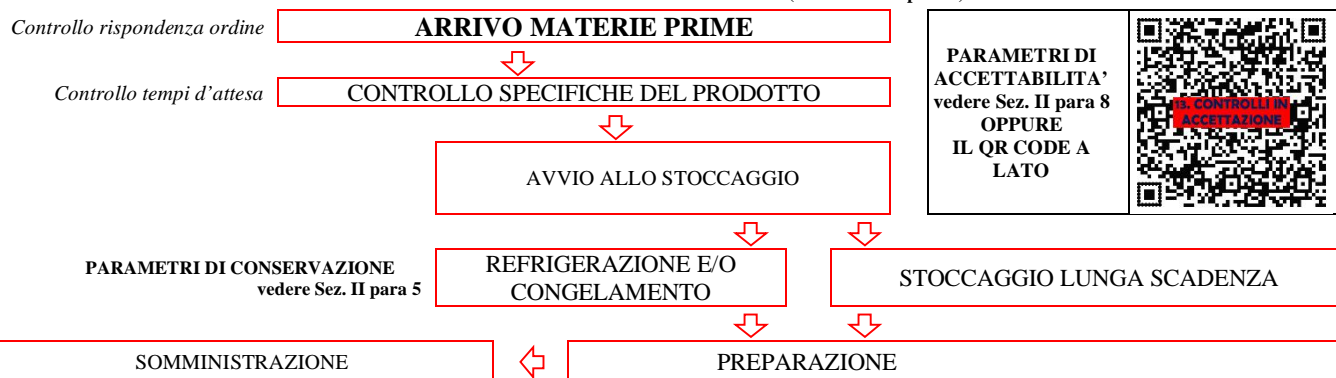 Controllo rispondenza ordine
ARRIVO MATERIE PRIME
Controllo tempi d'attesa
CONTROLLO SPECIFICHE DEL PRODOTTO
PARAMETRI DI
ACCETTABILITA'
vedere Sez. II para 8
OPPURE
IL QR CODE A
LATO
13. CONTROLLI IN
ACCETTAZIONE
AVVIO ALLO STOCCAGGIO
PARAMETRI DI CONSERVAZIONE
vedere Sez. II para 5
REFRIGERAZIONE E/O
CONGELAMENTO
STOCCAGGIO LUNGA SCADENZA
SOMMINISTRAZIONE
PREPARAZIONE